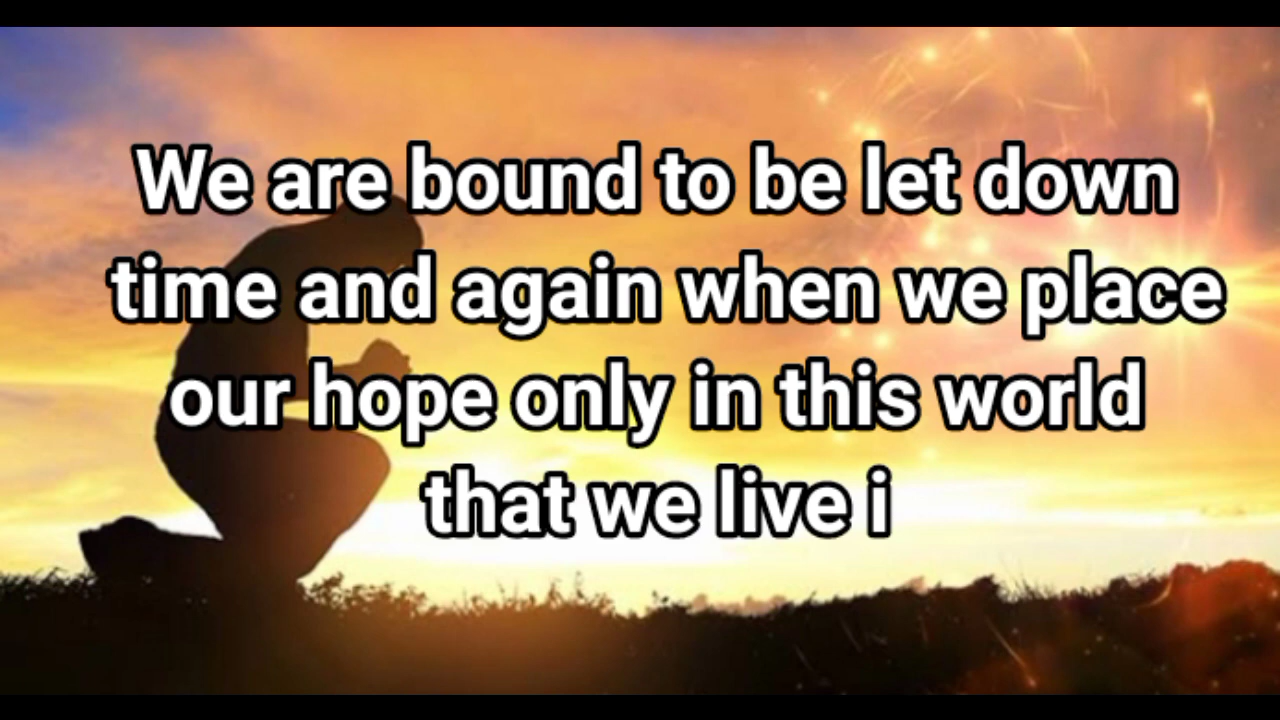 We are bound to be let down
time and again when we place
our hope only in this world
that we live i